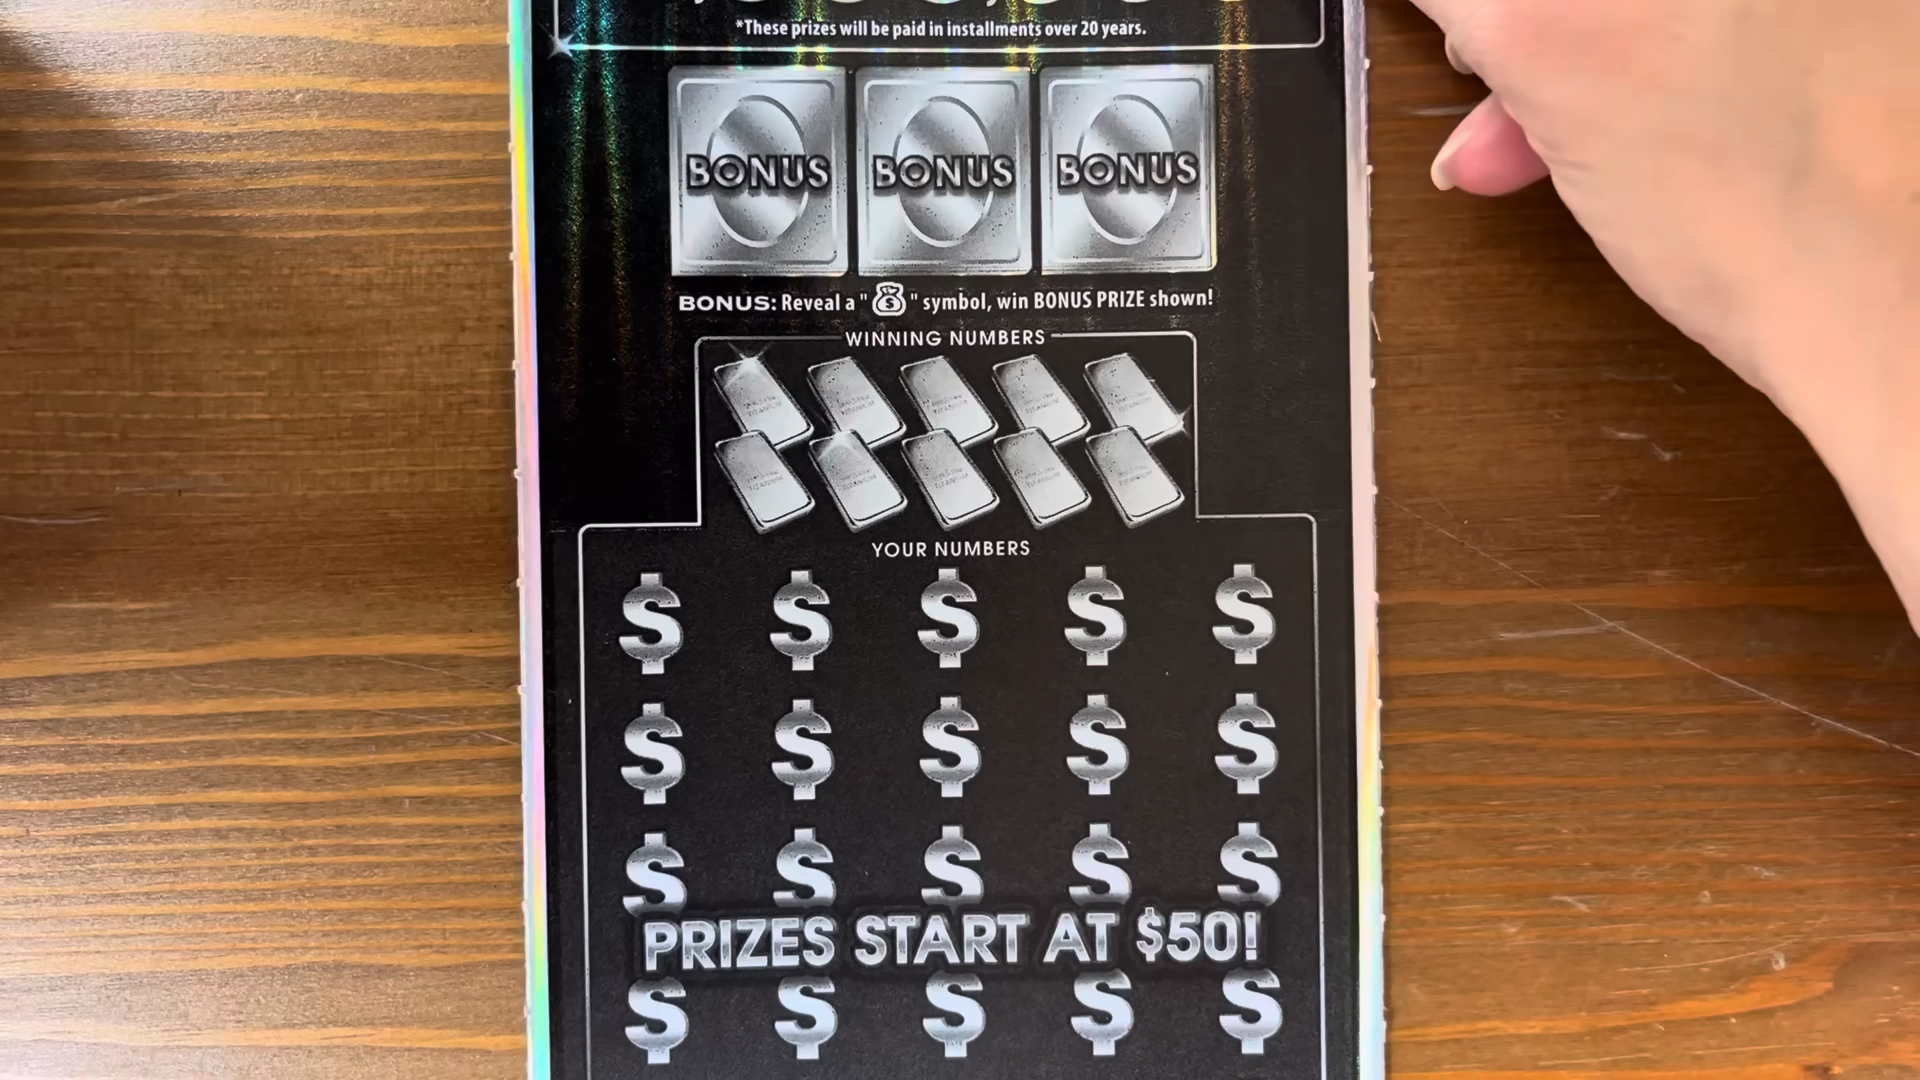 *These prizes will be paid in installments over 20 years.
BONUS BONUS BONUS
BONUS: Reveal a " $ " symbol, win BONUS PRIZE shown!
WINNING NUMBERS
YOUR NUMBERS
$ $ $ $ $
$ $ $ $ $
$ $ $ $ $
PRIZES START AT $50!
$ $ $ $ $